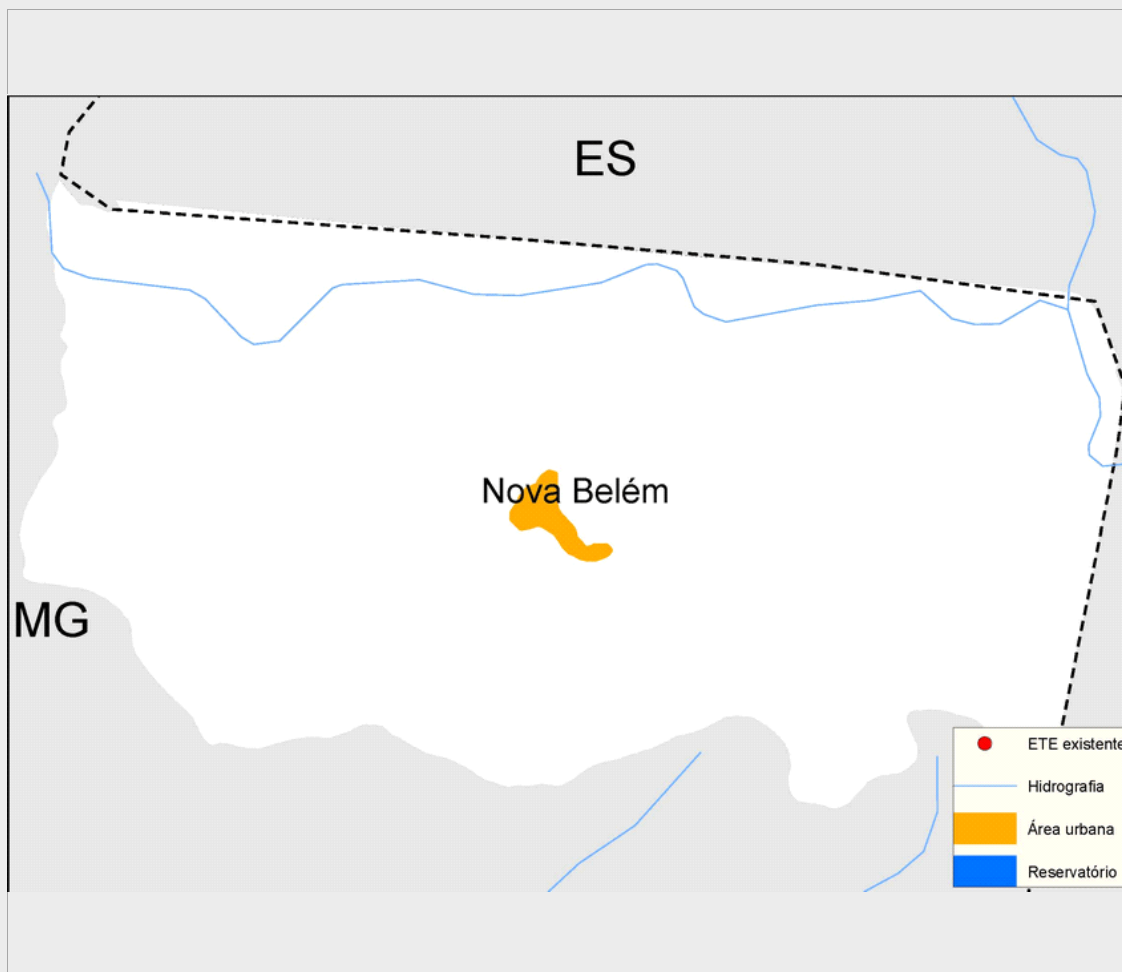 ES
Nova Belém
MG
ETE existente
Hidrografia
Área urbana
Reservatório